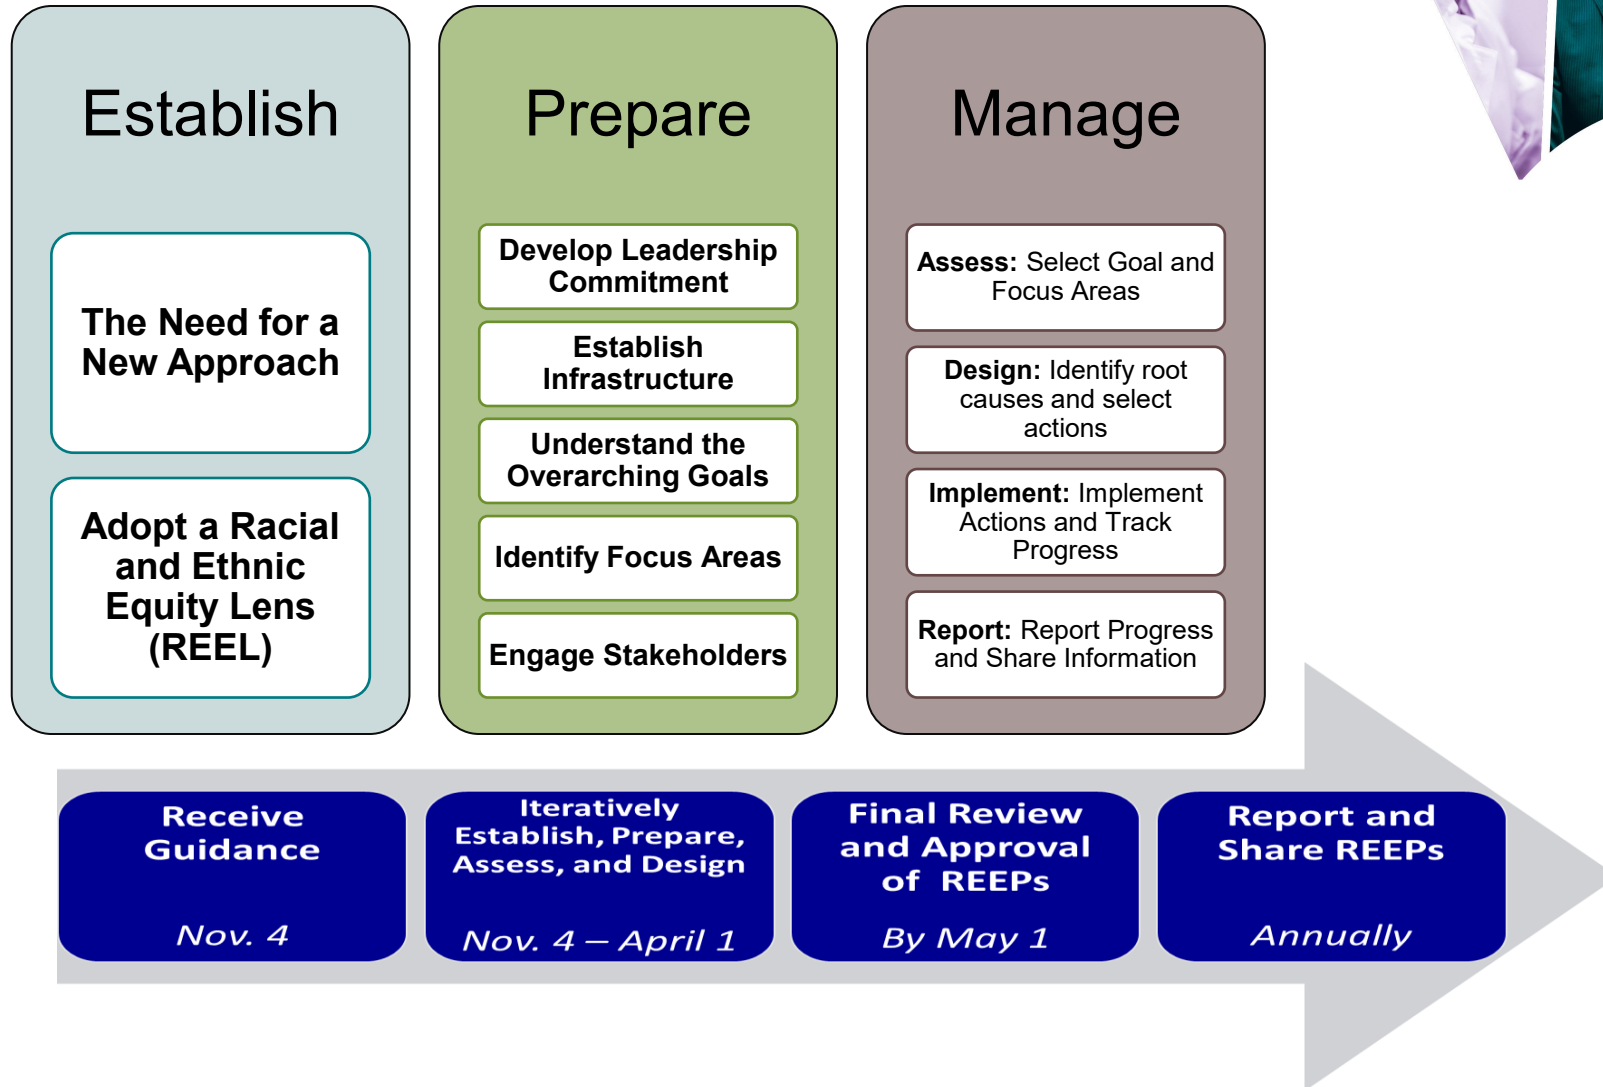 Establish
The Need for a
New Approach
Adopt a Racial
and Ethnic
Equity Lens
(REEL)
Prepare
Develop Leadership
Commitment
Establish
Infrastructure
Understand the
Overarching Goals
Identify Focus Areas
Engage Stakeholders
Manage
Assess: Select Goal and
Focus Areas
Design: Identify root
causes and select
actions
Implement: Implement
Actions and Track
Progress
Report: Report Progress
and Share Information
Receive
Guidance
Nov. 4
Iteratively
Establish, Prepare,
Assess, and Design
Nov. 4 – April 1
Final Review
and Approval
of REEPs
By May 1
Report and
Share REEPs
Annually